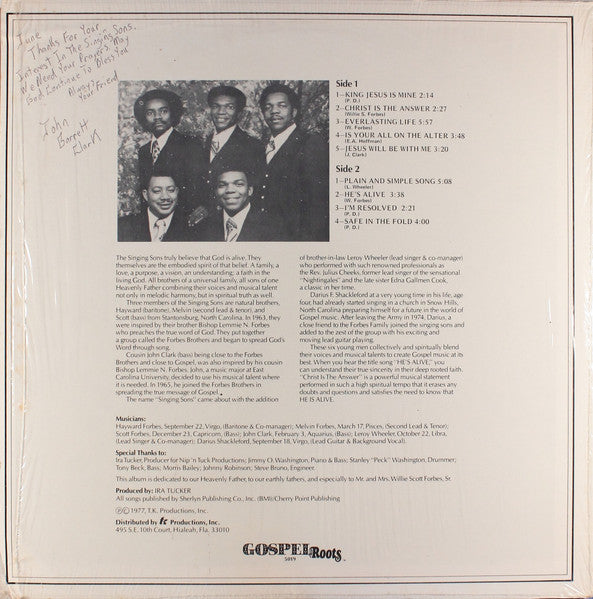 June,
Thanks For Your
Interest In The Singing Sons.
We Need Your Prayers. May
God Continue To Bless You
Always,
Your Friend
John
Barrett
Clark
Side 1
1—KING JESUS IS MINE 2:14
(P. D.)
2—CHRIST IS THE ANSWER 2:27
(Willie S. Forbes)
3—EVERLASTING LIFE 5:57
(W. Forbes)
4—IS YOUR ALL ON THE ALTER 3:48
(E.A. Hoffman)
5—JESUS WILL BE WITH ME 3:20
(J. Clark)
Side 2
1—PLAIN AND SIMPLE SONG 5:08
(L. Wheeler)
2—HE'S ALIVE 3:38
(W. Forbes)
3—I'M RESOLVED 2:21
(P. D.)
4—SAFE IN THE FOLD 4:00
(P. D.)
The Singing Sons truly believe that God is alive. They
themselves are the embodied spirit of that belief. A family, a
love, a purpose, a vision, an understanding; a faith in the
living God. All brothers of a universal family, all sons of one
Heavenly Father combining their voices and musical talent
not only in melodic harmony, but in spiritual truth as well.
Three members of the Singing Sons are natural brothers,
Hayward (baritone), Melvin (second lead & tenor), and
Scott (bass) from Stantonsburg, North Carolina. In 1963, they
were inspired by their brother Bishop Lemmie N. Forbes
who preaches the true word of God. They put together
a group called the Forbes Brothers and began to spread God's
Word through song.
Cousin John Clark (bass) being close to the Forbes
Brothers and close to Gospel, was also inspired by his cousin
Bishop Lemmie N. Forbes. John, a music major at East
Carolina University, decided to use his musical talent where
it is needed. In 1965, he joined the Forbes Brothers in
spreading the true message of Gospel.
The name "Singing Sons" came about with the addition
of brother-in-law Leroy Wheeler (lead singer & co-manager)
who performed with such renowned professionals as
the Rev. Julius Cheeks, former lead singer of the sensational
"Nightingales" and the late sister Edna Gallmen Cook,
a classic in her time.
Darius F. Shackleford at a very young time in his life, age
four, had already started singing in a church in Snow Hills,
North Carolina preparing himself for a future in the world of
Gospel music. After leaving the Army in 1974, Darius, a
close friend to the Forbes Family joined the singing sons and
added to the zest of the group with his exciting and
moving lead guitar playing.
These six young men collectively and spiritually blend
their voices and musical talents to create Gospel music at its
best. When you hear the title song "HE'S ALIVE," you
can understand their true sincerity in their deep rooted faith.
"Christ Is The Answer" is a powerful musical statement
performed in such a high spiritual tempo that it erases any
doubts and questions and satisfies the need to know that
HE IS ALIVE.
Musicians:
Hayward Forbes, September 22, Virgo, (Baritone & Co-manager); Melvin Forbes, March 17, Pisces, (Second Lead & Tenor);
Scott Forbes, December 23, Capricorn, (Bass); John Clark, February 3, Aquarius, (Bass); Leroy Wheeler, October 22, Libra,
(Lead Singer & Co-manager); Darius Shackleford, September 18, Virgo, (Lead Guitar & Background Vocal).
Special Thanks to:
Ira Tucker, Producer for Nip 'n Tuck Productions; Jimmy O. Washington, Piano & Bass; Stanley "Peck" Washington, Drummer;
Tony Beck, Bass; Morris Bailey; Johnny Robinson; Steve Bruno, Engineer.
This album is dedicated to our Heavenly Father, to our earthly fathers, and especially to Mr. and Mrs. Willie Scott Forbes, Sr.
Produced by: IRA TUCKER
All songs published by Sherlyn Publishing Co., Inc. (BMI)/Cherry Point Publishing
℗© 1977, T.K. Productions, Inc.
Distributed by tk Productions, Inc.
495 S.E. 10th Court, Hialeah, Fla. 33010
GOSPEL Roots
5019